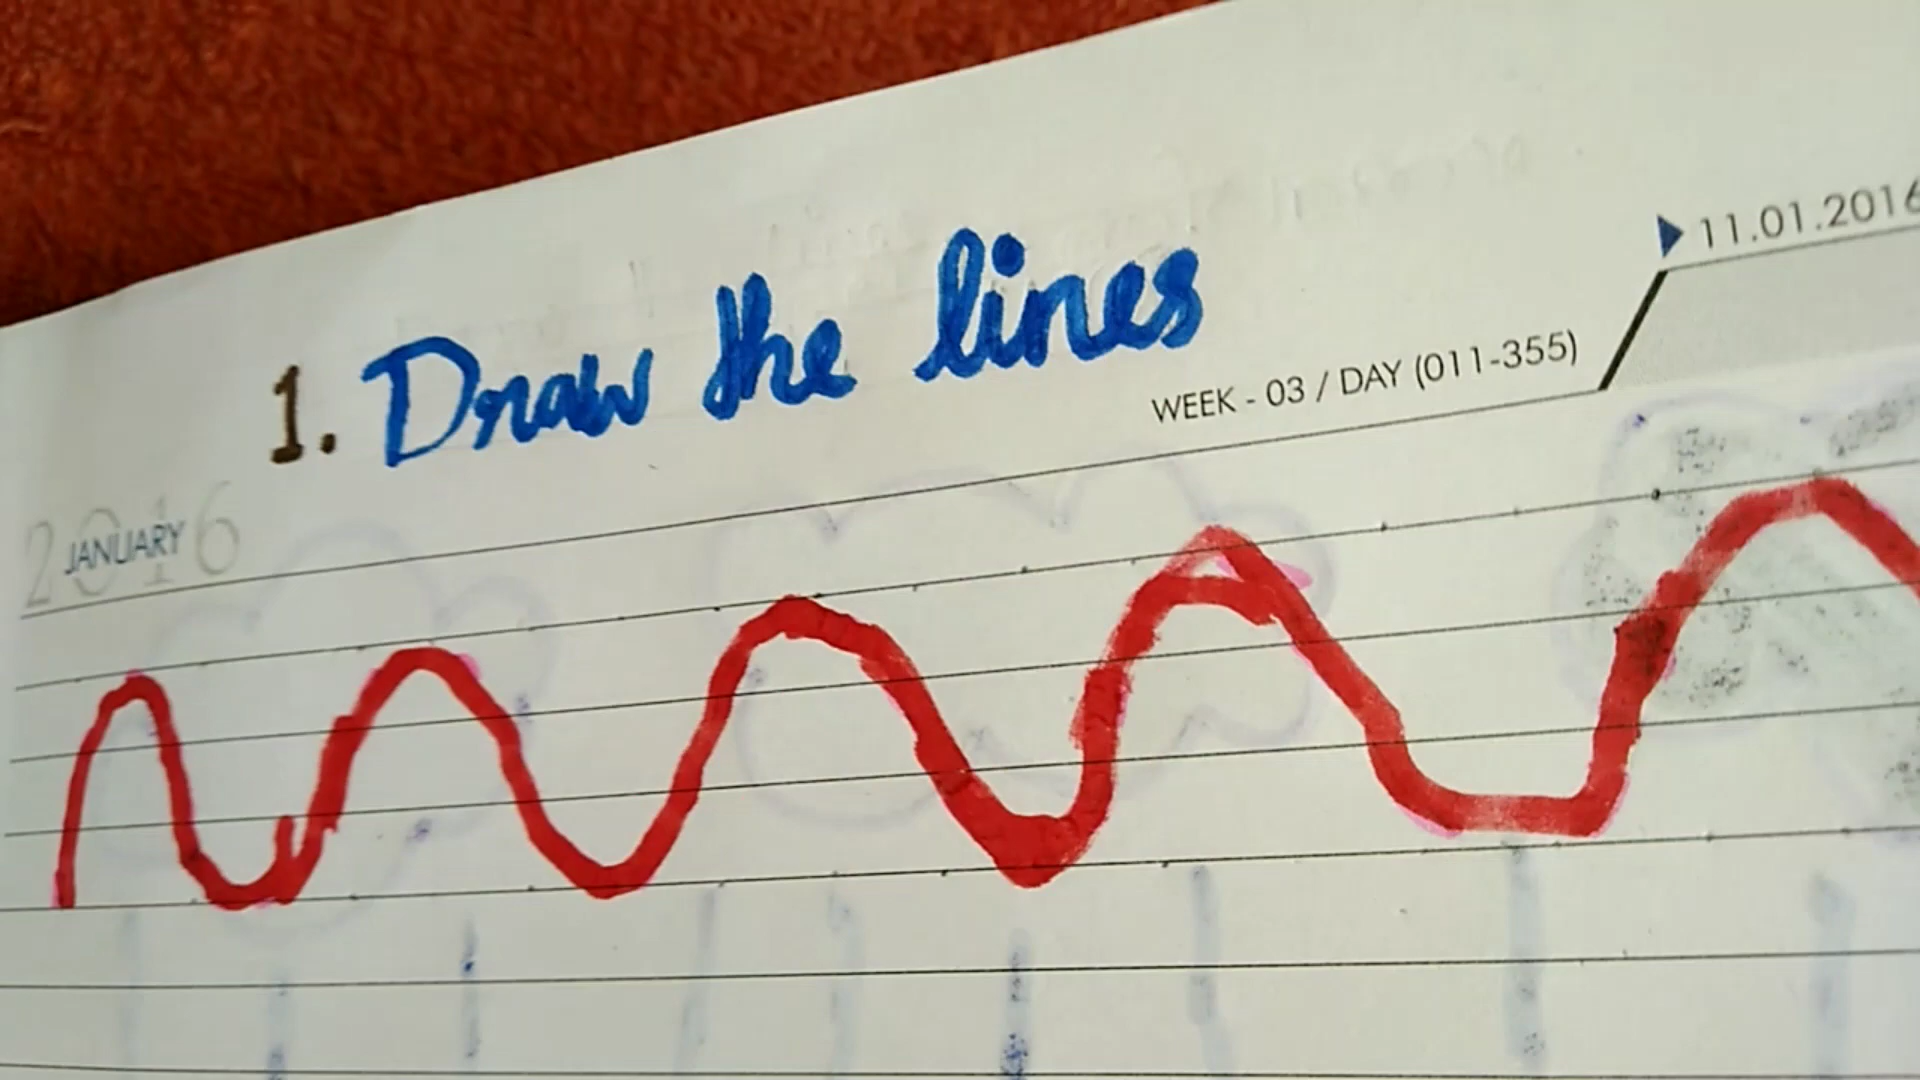 11.01.2016
1. Draw the lines
WEEK - 03 / DAY (011-355)
2016
JANUARY